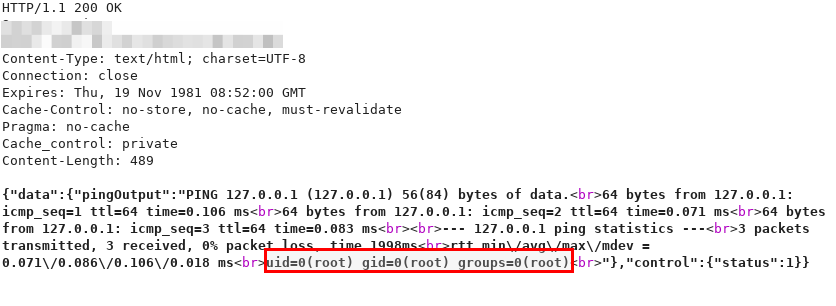 HTTP/1.1 200 OK
Content-Type: text/html; charset=UTF-8
Connection: close
Expires: Thu, 19 Nov 1981 08:52:00 GMT
Cache-Control: no-store, no-cache, must-revalidate
Pragma: no-cache
Cache_control: private
Content-Length: 489
{"data":{"pingOutput":"PING 127.0.0.1 (127.0.0.1) 56(84) bytes of data.<br>64 bytes from 127.0.0.1:
icmp_seq=1 ttl=64 time=0.106 ms<br>64 bytes from 127.0.0.1: icmp_seq=2 ttl=64 time=0.071 ms<br>64 bytes
from 127.0.0.1: icmp_seq=3 ttl=64 time=0.083 ms<br><br>--- 127.0.0.1 ping statistics ---<br>3 packets
transmitted, 3 received, 0% packet loss, time 1998ms<br>rtt min\/avg\/max\/mdev =
0.071\/0.086\/0.106\/0.018 ms<br>uid=0(root) gid=0(root) groups=0(root)<br>"},"control":{"status":1}}